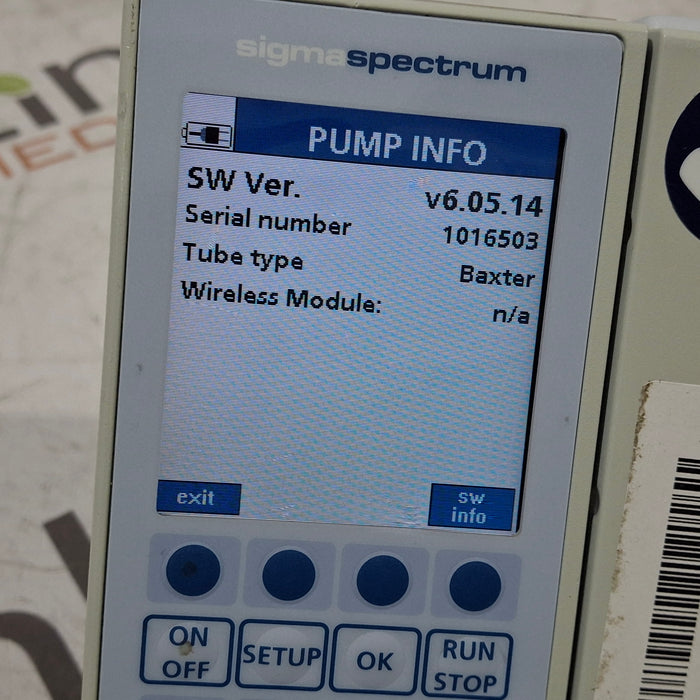 sigmaspectrum
PUMP INFO
SW Ver. v6.05.14
Serial number 1016503
Tube type Baxter
Wireless Module: n/a
exit
sw
info
ON
OFF
SETUP
OK
RUN
STOP